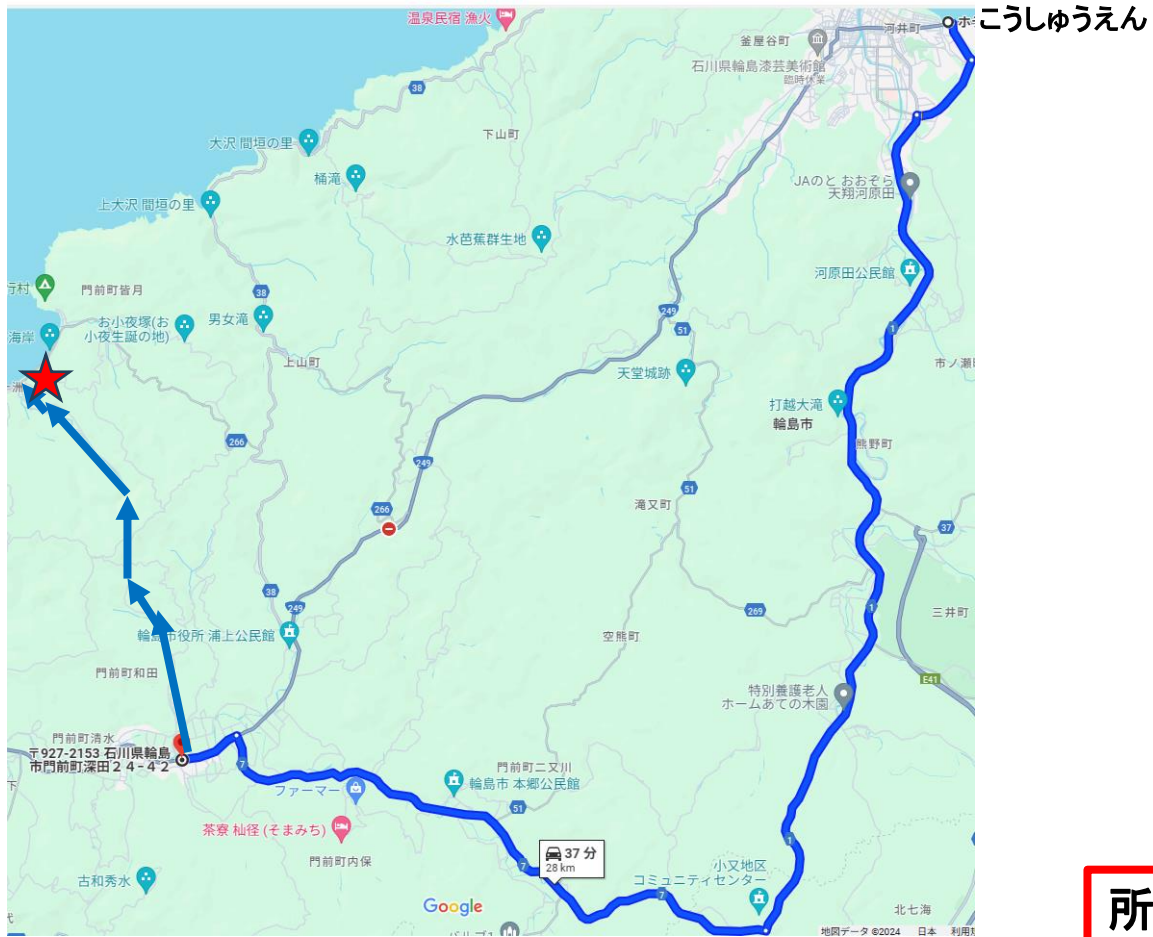 こうしゅうえん
温泉民宿 漁火
河井町
ホテ
釜屋谷町
石川県輪島漆芸美術館
臨時休業
38
下山町
大沢 間垣の里
桶滝
JAのと おおぞら
天翔河原田
上大沢 間垣の里
水芭蕉群生地
河原田公民館
行村
門前町皆月
38
249
お小夜塚(お
小夜生誕の地)
男女滝
51
1
海岸
上山町
市ノ瀬町
天堂城跡
打越大滝
輪島市
266
熊野町
249
51
266
滝又町
37
38
249
269
1
三井町
輪島市役所 浦上公民館
空熊町
門前町和田
E41
特別養護老人
ホームあての木園
門前町清水
〒927-2153 石川県輪島
市門前町深田２４−４２
7
門前町二又川
ファーマー
輪島市 本郷公民館
51
茶寮 杣径 (そまみち)
1
門前町内保
37 分
28 km
7
小又地区
コミュニティセンター
古和秀水
7
Google
北七海
地図データ ©2024
日本
所